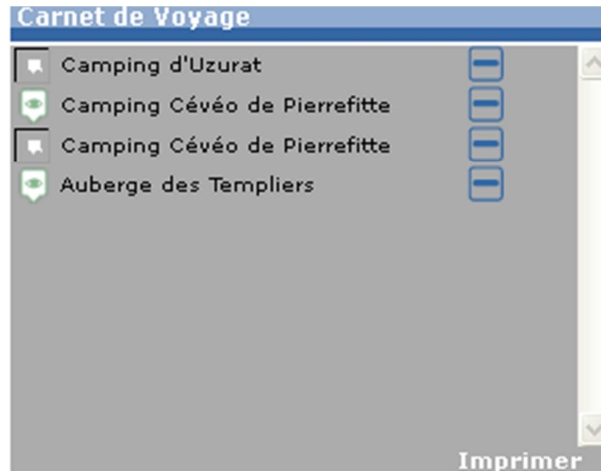 Carnet de Voyage
Camping d'Uzurat
Camping Cévéo de Pierrefitte
Camping Cévéo de Pierrefitte
Auberge des Templiers
Imprimer